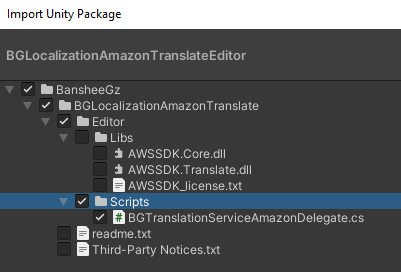 Import Unity Package
BGLocalizationAmazonTranslateEditor
BansheeGz
BGLocalizationAmazonTranslate
Editor
Libs
AWSSDK.Core.dll
AWSSDK.Translate.dll
AWSSDK_license.txt
Scripts
BGTranslationServiceAmazonDelegate.cs
readme.txt
Third-Party Notices.txt